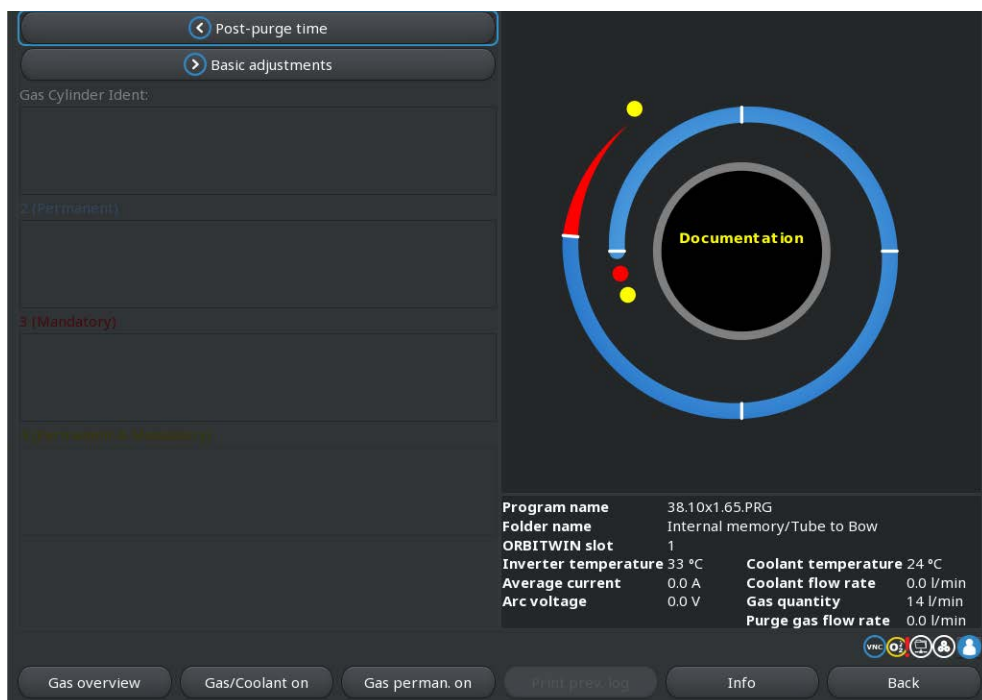 Post-purge time
Basic adjustments
Gas Cylinder Ident:
2 (Permanent)
3 (Mandatory)
Documentation
Program name 38.10x1.65.PRG
Folder name Internal memory/Tube to Bow
ORBITWIN slot 1
Inverter temperature 33 °C Coolant temperature 24 °C
Average current 0.0 A Coolant flow rate 0.0 l/min
Arc voltage 0.0 V Gas quantity 14 l/min
Purge gas flow rate 0.0 l/min
VNC
Gas overview Gas/Coolant on Gas perman. on Print prev. log Info Back